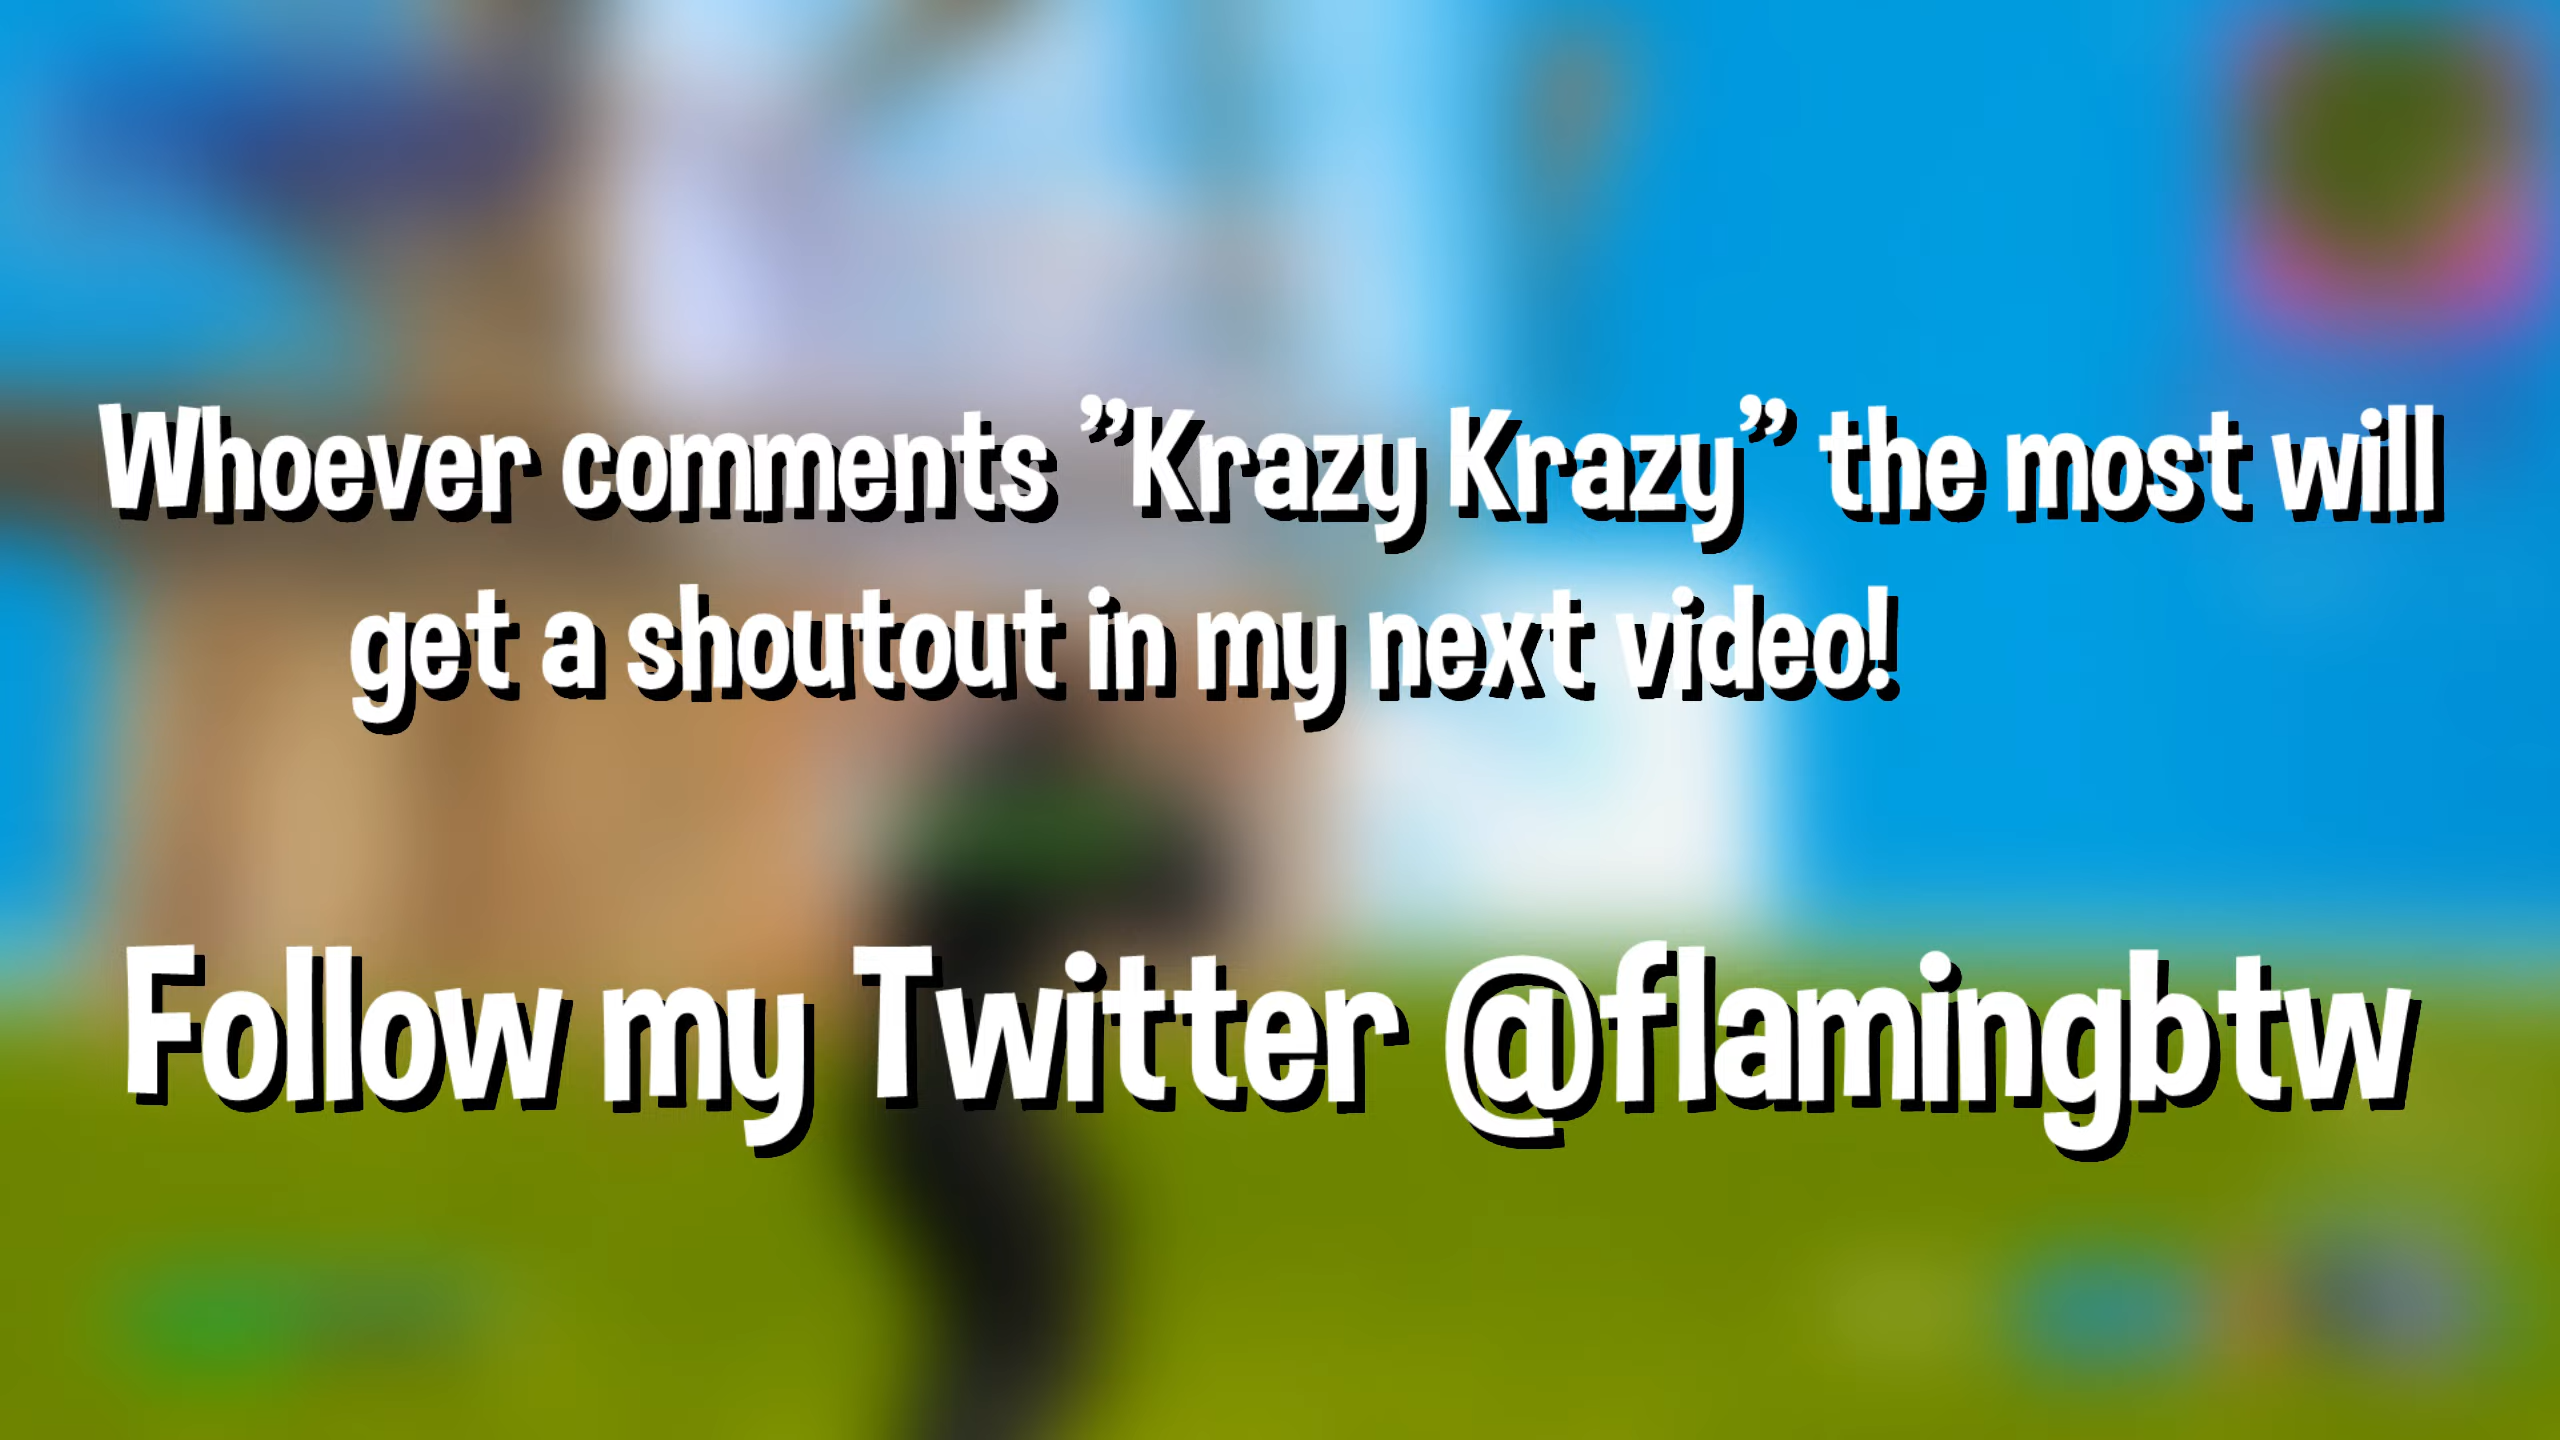 Whoever comments ”Krazy Krazy” the most will
get a shoutout in my next video!
Follow my Twitter @flamingbtw